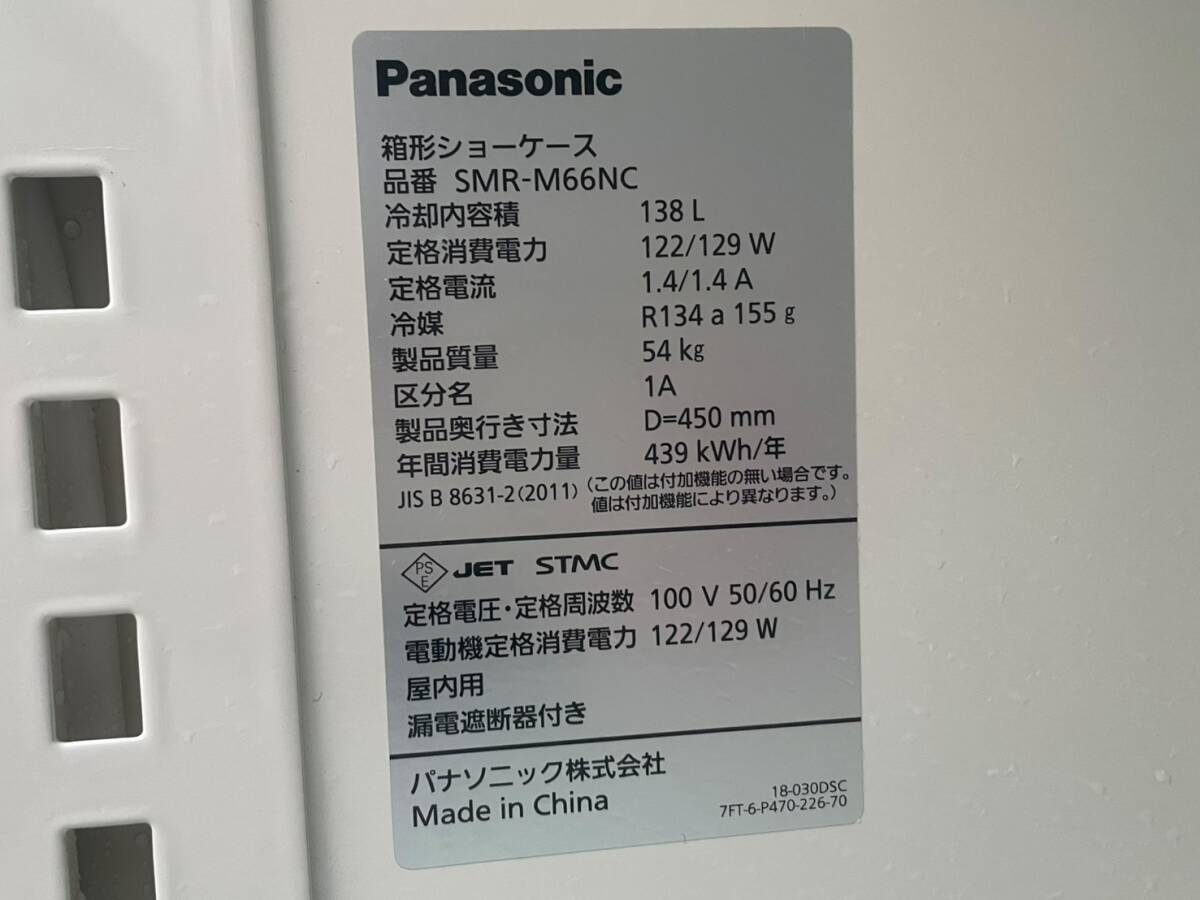 Panasonic
箱形ショーケース
品番 SMR-M66NC
冷却内容積 138 L
定格消費電力 122/129 W
定格電流 1.4/1.4 A
冷媒 R134 a 155 g
製品質量 54 kg
区分名 1A
製品奥行き寸法 D=450 mm
年間消費電力量 439 kWh/年
JIS B 8631-2(2011) (この値は付加機能の無い場合です。
値は付加機能により異なります。)
PS
E
JET STMC
定格電圧・定格周波数 100 V 50/60 Hz
電動機定格消費電力 122/129 W
屋内用
漏電遮断器付き
パナソニック株式会社
Made in China
18-030DSC
7FT-6-P470-226-70